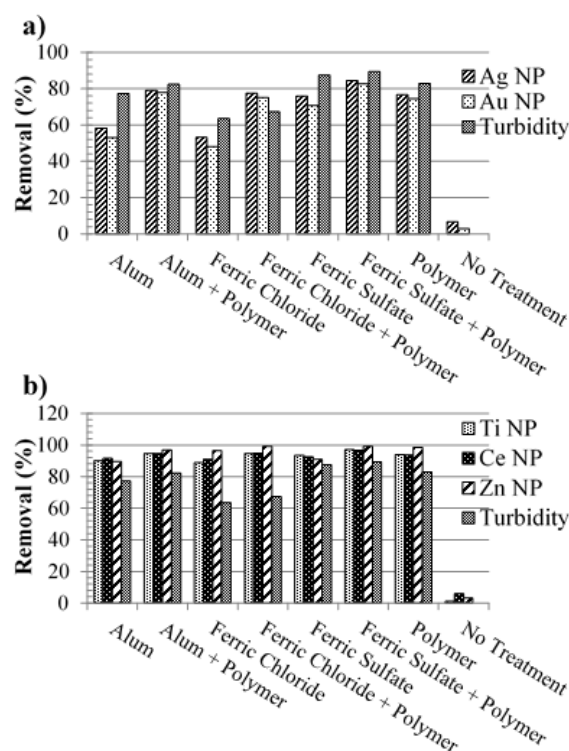 a)
Removal (%)
100
80
60
40
20
0
Ag NP
Au NP
Turbidity
Alum
Alum + Polymer
Ferric Chloride
Ferric Chloride + Polymer
Ferric Sulfate
Ferric Sulfate + Polymer
Polymer
No Treatment
b)
Removal (%)
120
100
80
60
40
20
0
Ti NP
Ce NP
Zn NP
Turbidity
Alum
Alum + Polymer
Ferric Chloride
Ferric Chloride + Polymer
Ferric Sulfate
Ferric Sulfate + Polymer
Polymer
No Treatment